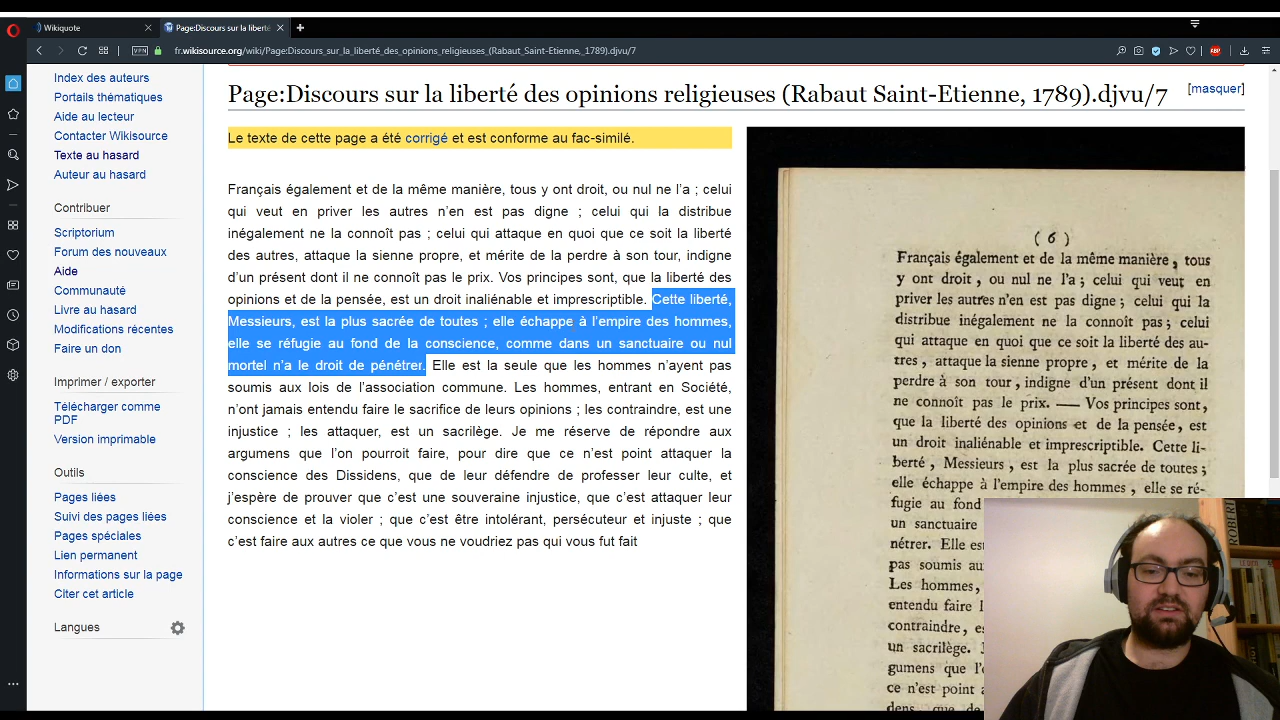 Wikiquote
Page:Discours sur la liberté
VPN
fr.wikisource.org/wiki/Page:Discours_sur_la_liberté_des_opinions_religieuses_(Rabaut_Saint-Etienne,_1789).djvu/7
ABP
Index des auteurs
Portails thématiques
Aide au lecteur
Contacter Wikisource
Texte au hasard
Auteur au hasard
Contribuer
Scriptorium
Forum des nouveaux
Aide
Communauté
Livre au hasard
Modifications récentes
Faire un don
Imprimer / exporter
Télécharger comme
PDF
Version imprimable
Outils
Pages liées
Suivi des pages liées
Pages spéciales
Lien permanent
Informations sur la page
Citer cet article
Langues
Page:Discours sur la liberté des opinions religieuses (Rabaut Saint-Etienne, 1789).djvu/7
[masquer]
Le texte de cette page a été corrigé et est conforme au fac-similé.
Français également et de la même manière, tous y ont droit, ou nul ne l’a ; celui
qui veut en priver les autres n’en est pas digne ; celui qui la distribue
inégalement ne la connoît pas ; celui qui attaque en quoi que ce soit la liberté
des autres, attaque la sienne propre, et mérite de la perdre à son tour, indigne
d’un présent dont il ne connoît pas le prix. Vos principes sont, que la liberté des
opinions et de la pensée, est un droit inaliénable et imprescriptible. Cette liberté,
Messieurs, est la plus sacrée de toutes ; elle échappe à l’empire des hommes,
elle se réfugie au fond de la conscience, comme dans un sanctuaire ou nul
mortel n’a le droit de pénétrer. Elle est la seule que les hommes n’ayent pas
soumis aux lois de l’association commune. Les hommes, entrant en Société,
n’ont jamais entendu faire le sacrifice de leurs opinions ; les contraindre, est une
injustice ; les attaquer, est un sacrilège. Je me réserve de répondre aux
argumens que l’on pourroit faire, pour dire que ce n’est point attaquer la
conscience des Dissidens, que de leur défendre de professer leur culte, et
j’espère de prouver que c’est une souveraine injustice, que c’est attaquer leur
conscience et la violer ; que c’est être intolérant, persécuteur et injuste ; que
c’est faire aux autres ce que vous ne voudriez pas qui vous fut fait
( 6 )
Français également et de la même manière, tous
y ont droit, ou nul ne l’a ; celui qui veut en
priver les autres n’en est pas digne ; celui qui la
distribue inégalement ne la connoît pas ; celui
qui attaque en quoi que ce soit la liberté des au-
tres, attaque la sienne propre, et mérite de la
perdre à son tour, indigne d’un présent dont il
ne connoît pas le prix. — Vos principes sont,
que la liberté des opinions et de la pensée, est
un droit inaliénable et imprescriptible. Cette li-
berté, Messieurs, est la plus sacrée de toutes ;
elle échappe à l’empire des hommes, elle se ré-
fugie au fond
un sanctuaire
nétrer. Elle es
pas soumis au
Les hommes,
entendu faire l
contraindre, e
un sacrilège. J
gumens que l’
ce n’est point a
dens, que de
ROBERT